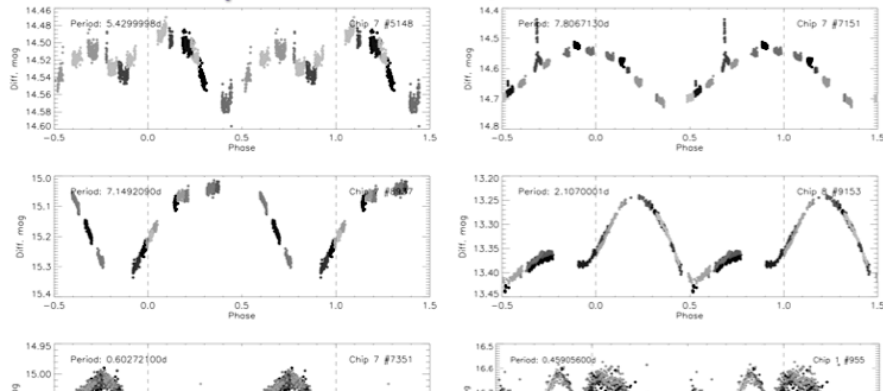 Period: 5.4299998d
Chip 7 #5148
14.46
14.48
14.50
14.52
14.54
14.56
14.58
14.60
Diff. mag
-0.5
0.0
0.5
1.0
1.5
Phase
Period: 7.8067130d
Chip 7 #7151
14.4
14.5
14.6
14.7
14.8
Diff. mag
-0.5
0.0
0.5
1.0
1.5
Phase
Period: 7.1492090d
15.0
15.1
15.2
15.3
15.4
Diff. mag
-0.5
0.0
0.5
1.0
1.5
Phase
Period: 2.1070001d
#9153
13.20
13.25
13.30
13.35
13.40
13.45
Diff. mag
-0.5
0.0
0.5
1.0
1.5
Phase
Period: 0.60272100d
Chip 7 #7351
14.95
15.00
Period: 0.45905600d
Chip 1 #955
16.5